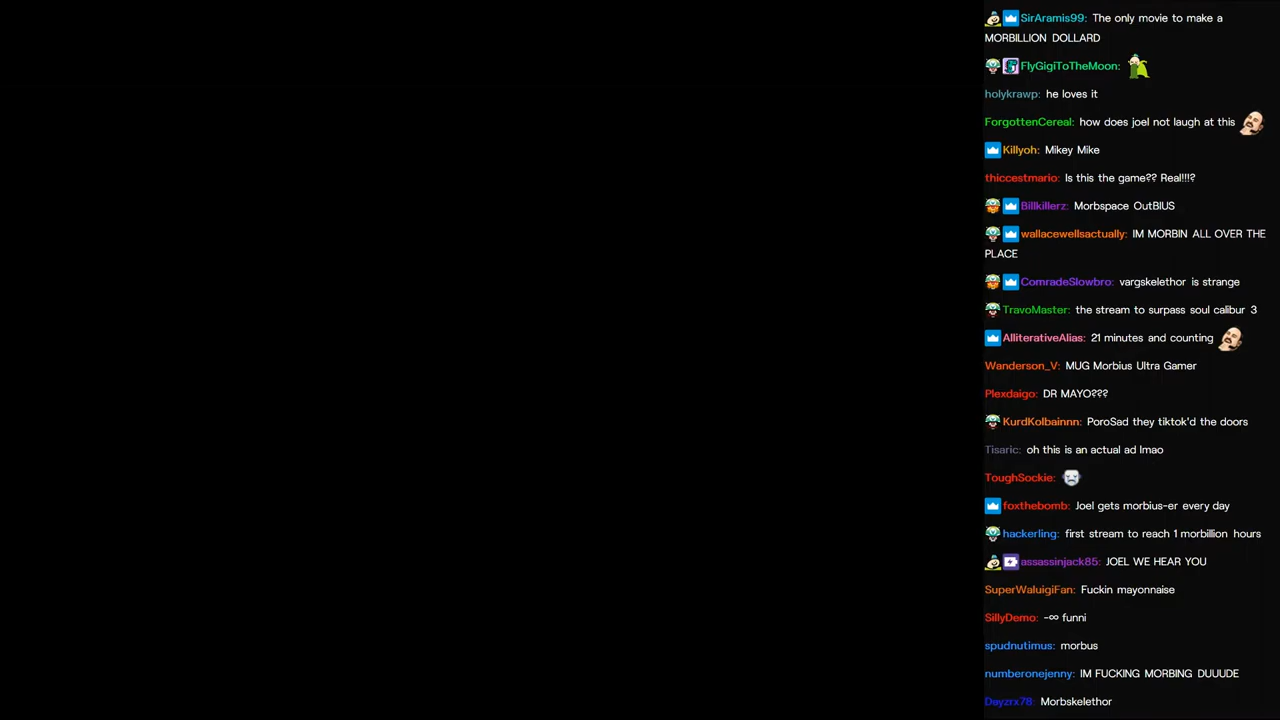 SirAramis99: The only movie to make a
MORBILLION DOLLARD
FlyGigiToTheMoon:
holykrawp: he loves it
ForgottenCereal: how does joel not laugh at this
Killyoh: Mikey Mike
thiccestmario: Is this the game?? Real!!!?
Billkillerz: Morbspace OutBIUS
wallacewellsactually: IM MORBIN ALL OVER THE
PLACE
ComradeSlowbro: vargskelethor is strange
TravoMaster: the stream to surpass soul calibur 3
AlliterativeAlias: 21 minutes and counting
Wanderson_V: MUG Morbius Ultra Gamer
Plexdaigo: DR MAYO???
KurdKolbainnn: PoroSad they tiktok'd the doors
Tisaric: oh this is an actual ad lmao
ToughSockie:
foxthebomb: Joel gets morbius-er every day
hackerling: first stream to reach 1 morbillion hours
assassinjack85: JOEL WE HEAR YOU
SuperWaluigiFan: Fuckin mayonnaise
SillyDemo: -∞ funni
spudnutimus: morbus
numberonejenny: IM FUCKING MORBING DUUUDE
Dayzrx78: Morbskelethor